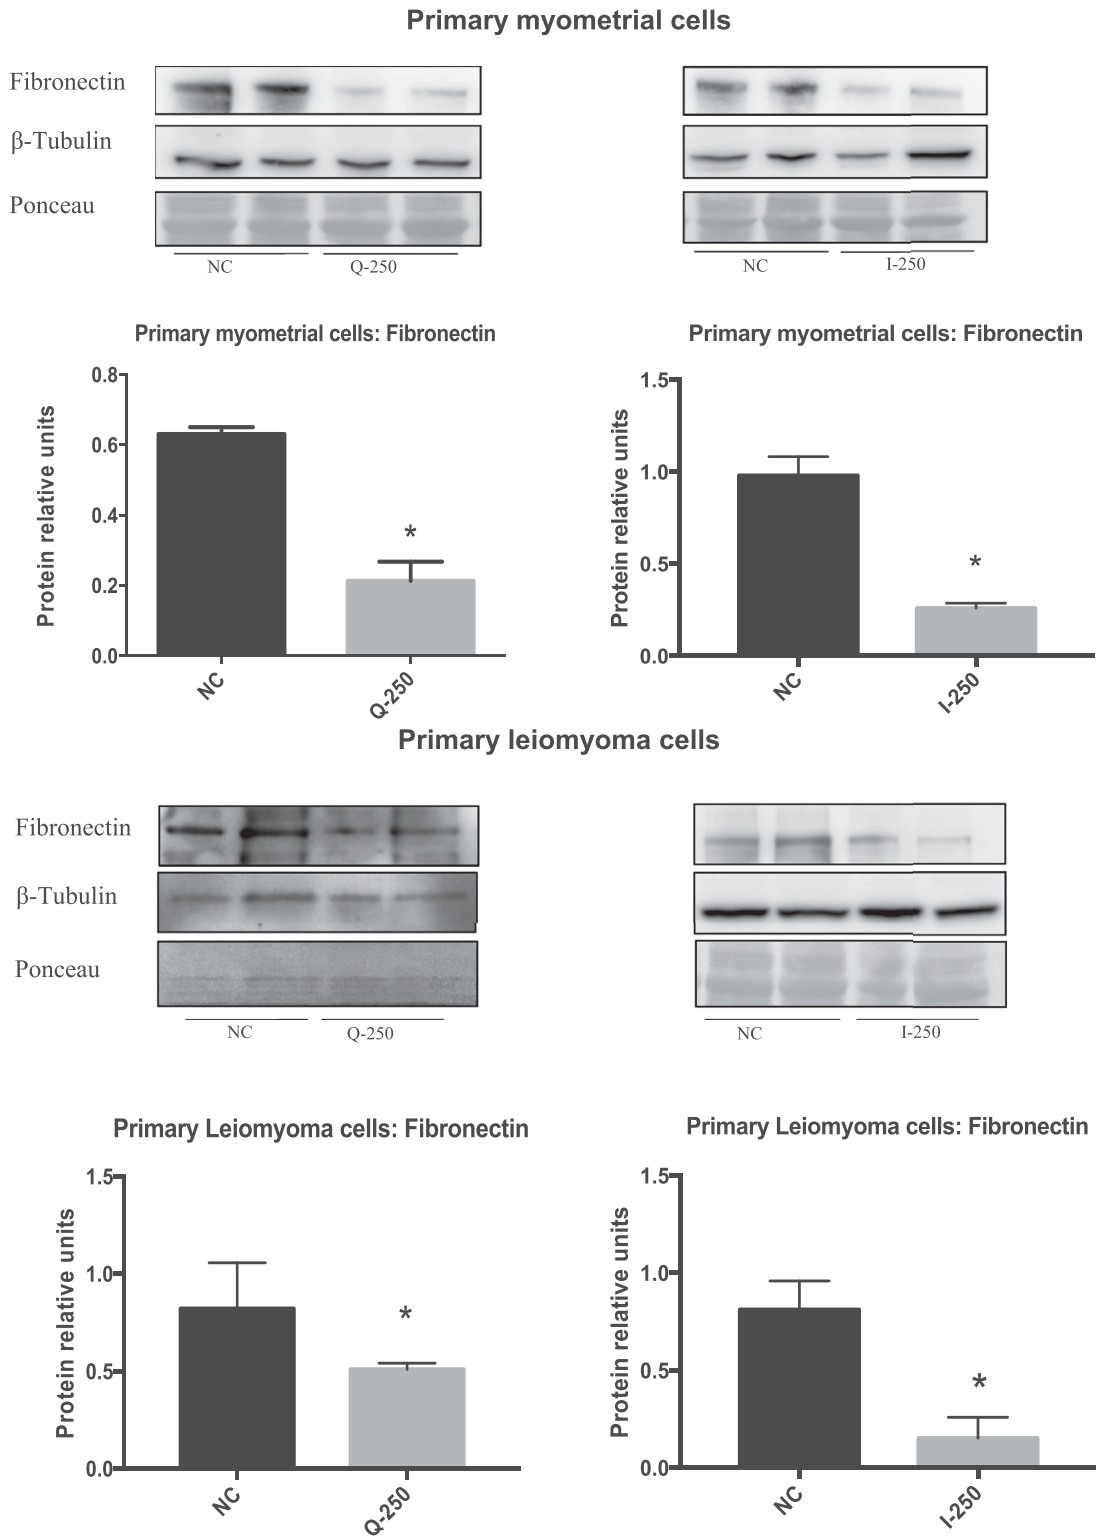 Primary myometrial cells
Fibronectin
β-Tubulin
Ponceau
NC Q-250
NC I-250
Primary myometrial cells: Fibronectin
Protein relative units
0.8
0.6
0.4
0.2
0.0
*
NC
Q-250
Primary myometrial cells: Fibronectin
Protein relative units
1.5
1.0
0.5
0.0
*
NC
I-250
Primary leiomyoma cells
Fibronectin
β-Tubulin
Ponceau
NC Q-250
NC I-250
Primary Leiomyoma cells: Fibronectin
Protein relative units
1.5
1.0
0.5
0.0
*
NC
Q-250
Primary Leiomyoma cells: Fibronectin
Protein relative units
1.5
1.0
0.5
0.0
*
NC
I-250